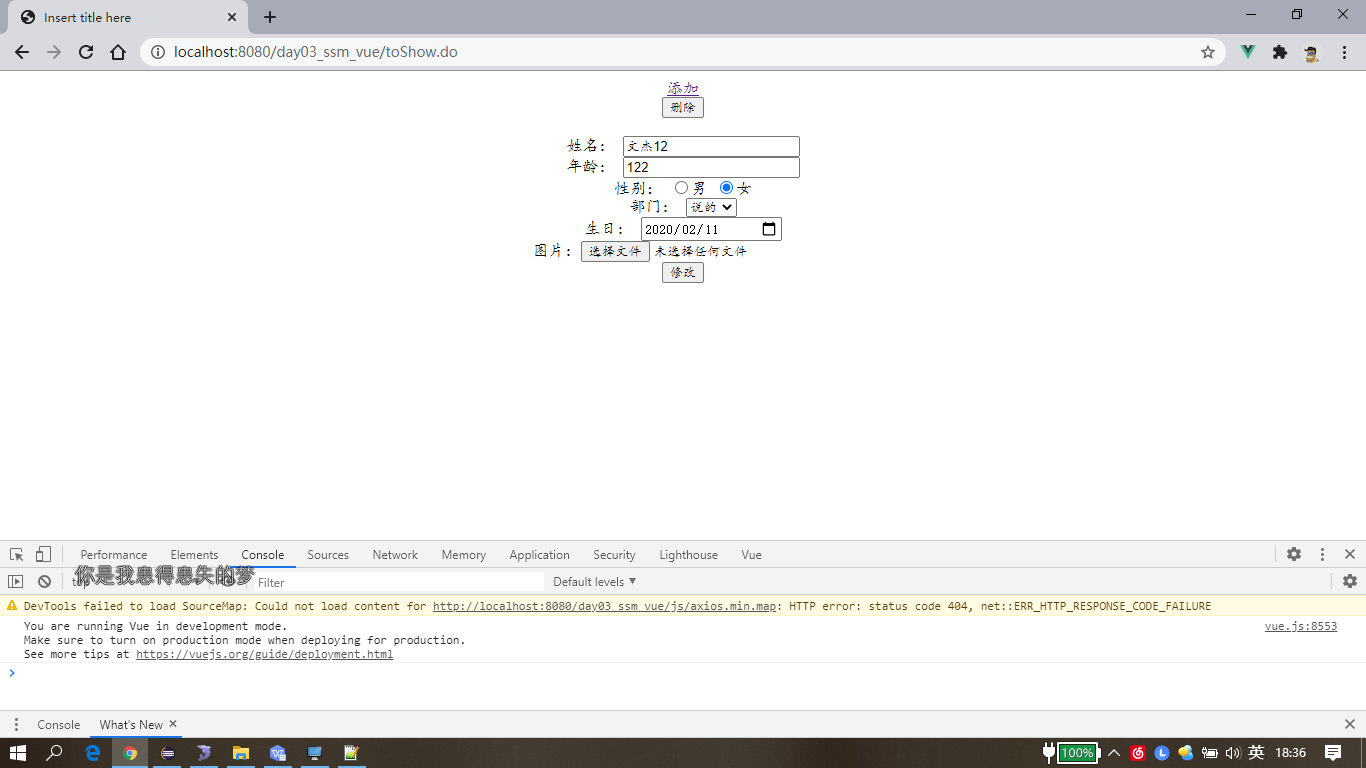 Insert title here
localhost:8080/day03_ssm_vue/toShow.do
添加
删除
姓名： 文杰12
年龄： 122
性别： 男 女
部门： 说的
生日： 2020/02/11
图片： 选择文件 未选择任何文件
修改
Performance Elements Console Sources Network Memory Application Security Lighthouse Vue
你是我患得患失的梦
Filter Default levels
DevTools failed to load SourceMap: Could not load content for http://localhost:8080/day03_ssm_vue/js/axios.min.map: HTTP error: status code 404, net::ERR_HTTP_RESPONSE_CODE_FAILURE
You are running Vue in development mode. vue.js:8553
Make sure to turn on production mode when deploying for production.
See more tips at https://vuejs.org/guide/deployment.html
Console What's New
100% 英 18:36